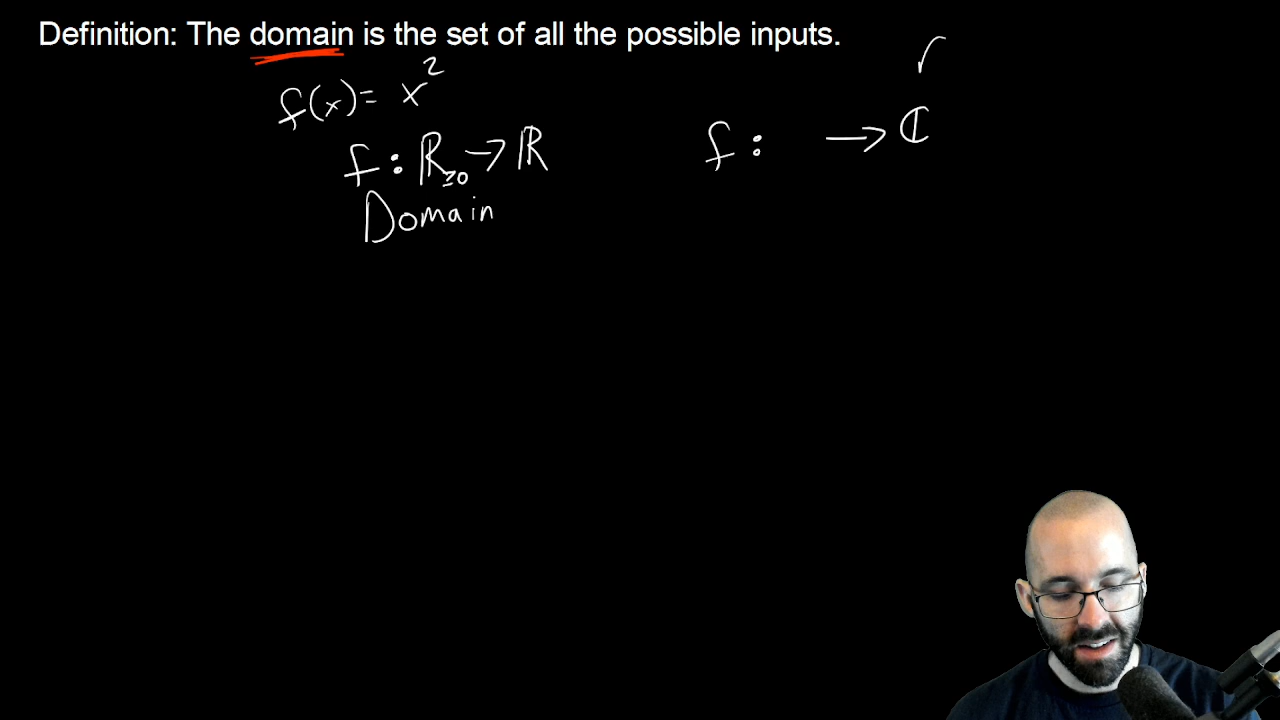 Definition: The domain is the set of all the possible inputs.
f(x) = x²
f: ℝ≥0 → ℝ
f: → ℂ
Domain